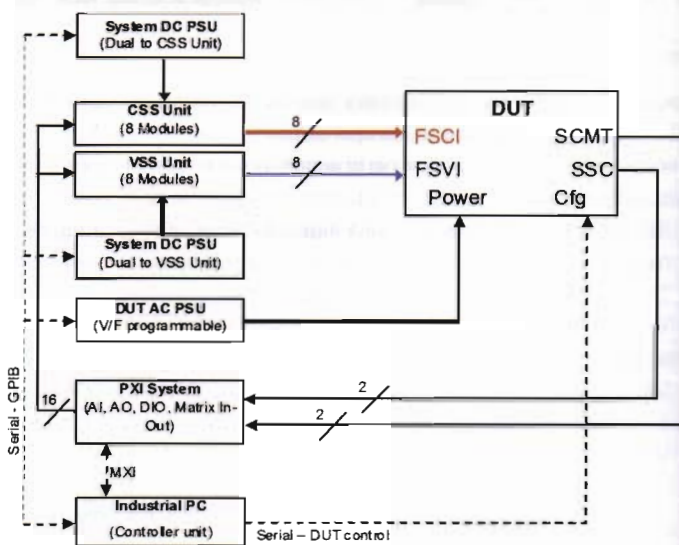 System DC PSU
(Dual to CSS Unit)
CSS Unit
(8 Modules)
8
VSS Unit
(8 Modules)
8
DUT
FSCI
SCMT
FSVI
SSC
Power
Cfg
System DC PSU
(Dual to VSS Unit)
DUT AC PSU
(V/F programmable)
Serial - GPIB
16
PXI System
(AI, AO, DIO, Matrix In-
Out)
2
2
MXI
Industrial PC
(Controller unit)
Serial – DUT control